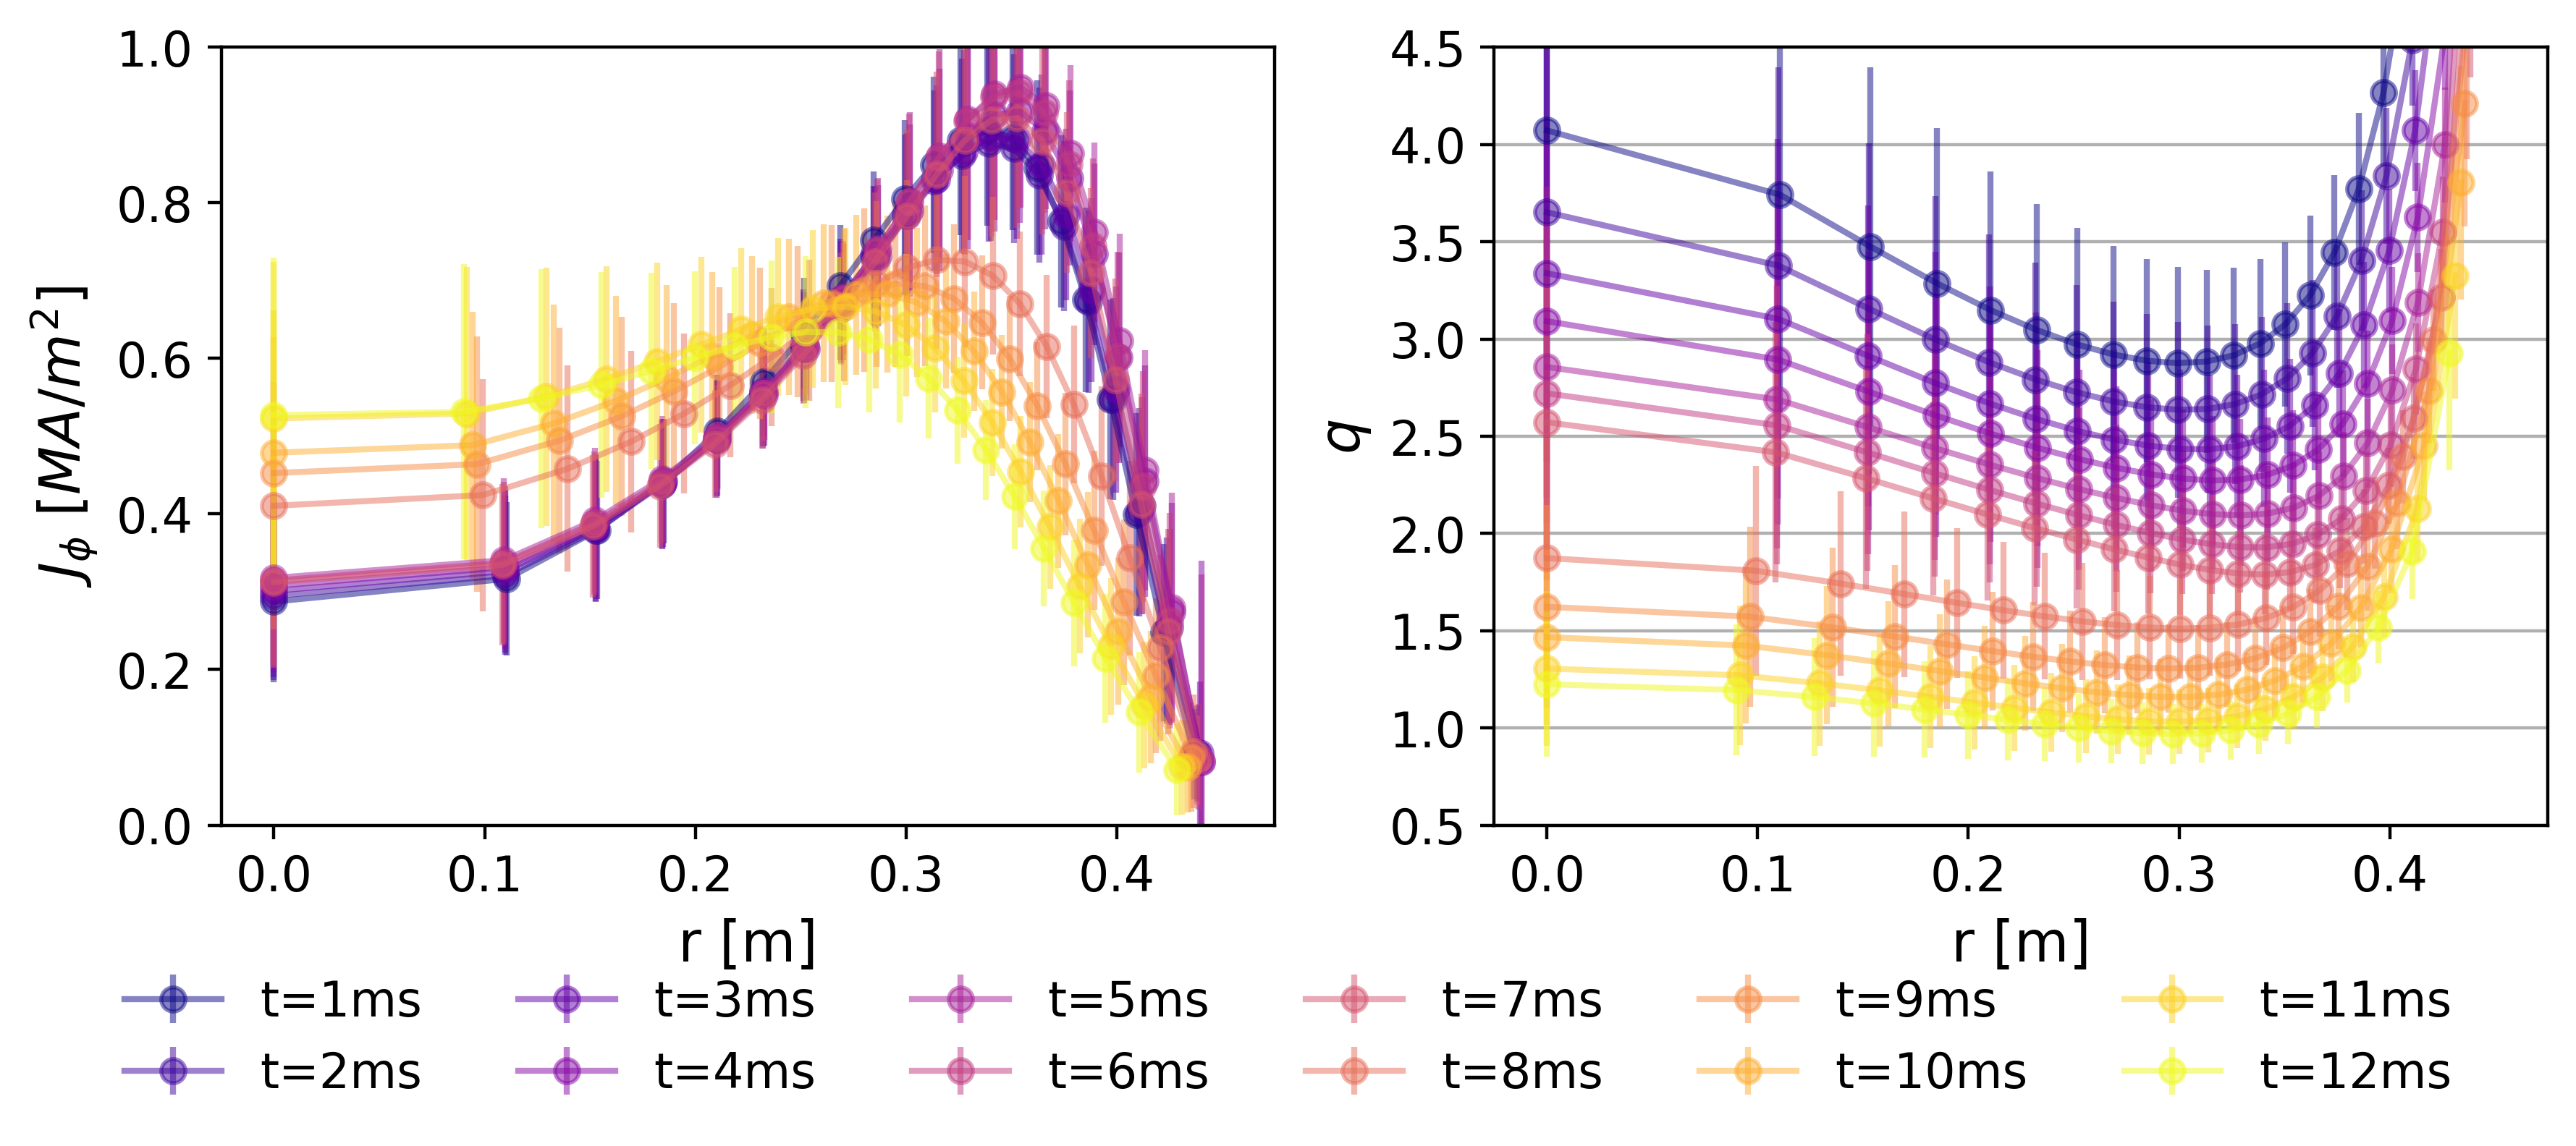 1.0
0.8
0.6
0.4
0.2
0.0
J_ϕ [MA/m²]
0.0 0.1 0.2 0.3 0.4
r [m]
4.5
4.0
3.5
3.0
2.5
2.0
1.5
1.0
0.5
q
0.0 0.1 0.2 0.3 0.4
r [m]
t=1ms t=3ms t=5ms t=7ms t=9ms t=11ms
t=2ms t=4ms t=6ms t=8ms t=10ms t=12ms